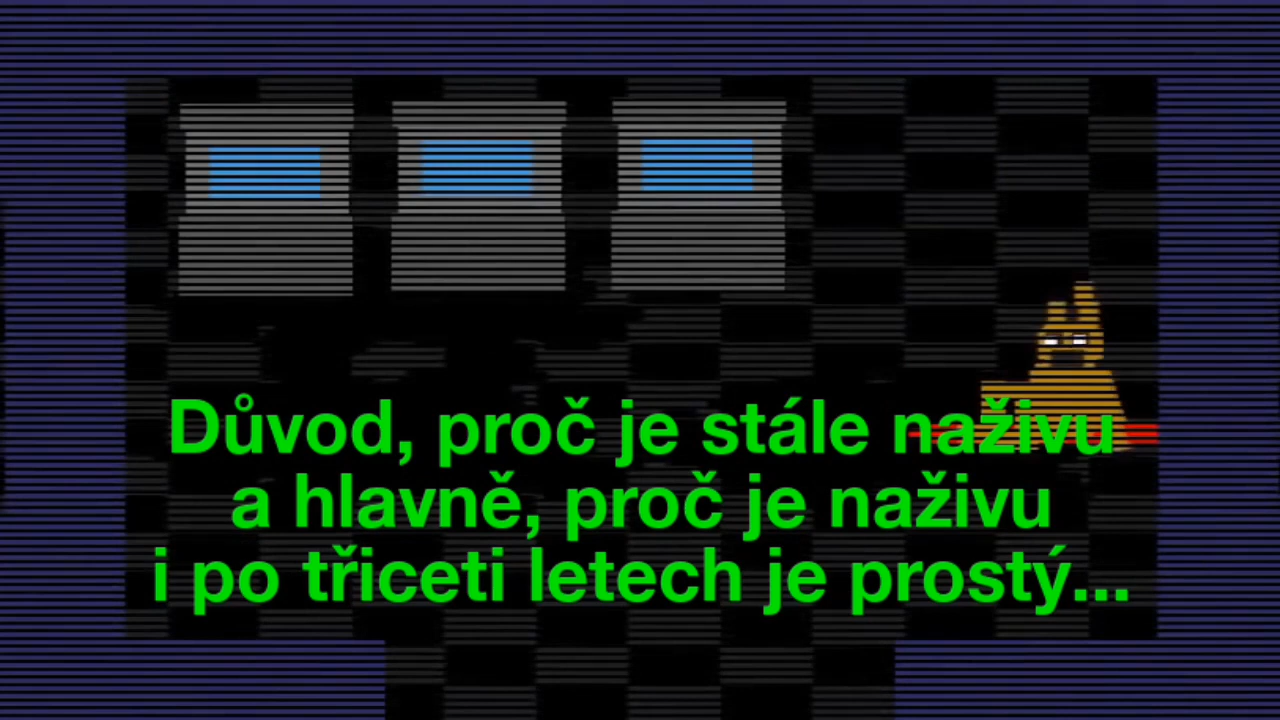 Důvod, proč je stále naživu
a hlavně, proč je naživu
i po třiceti letech je prostý...